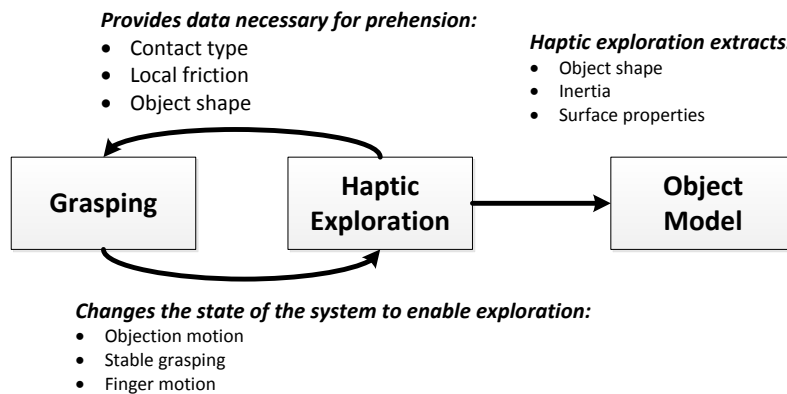 Provides data necessary for prehension:
• Contact type
• Local friction
• Object shape
Haptic exploration extracts:
• Object shape
• Inertia
• Surface properties
Grasping
Haptic
Exploration
Object
Model
Changes the state of the system to enable exploration:
• Objection motion
• Stable grasping
• Finger motion